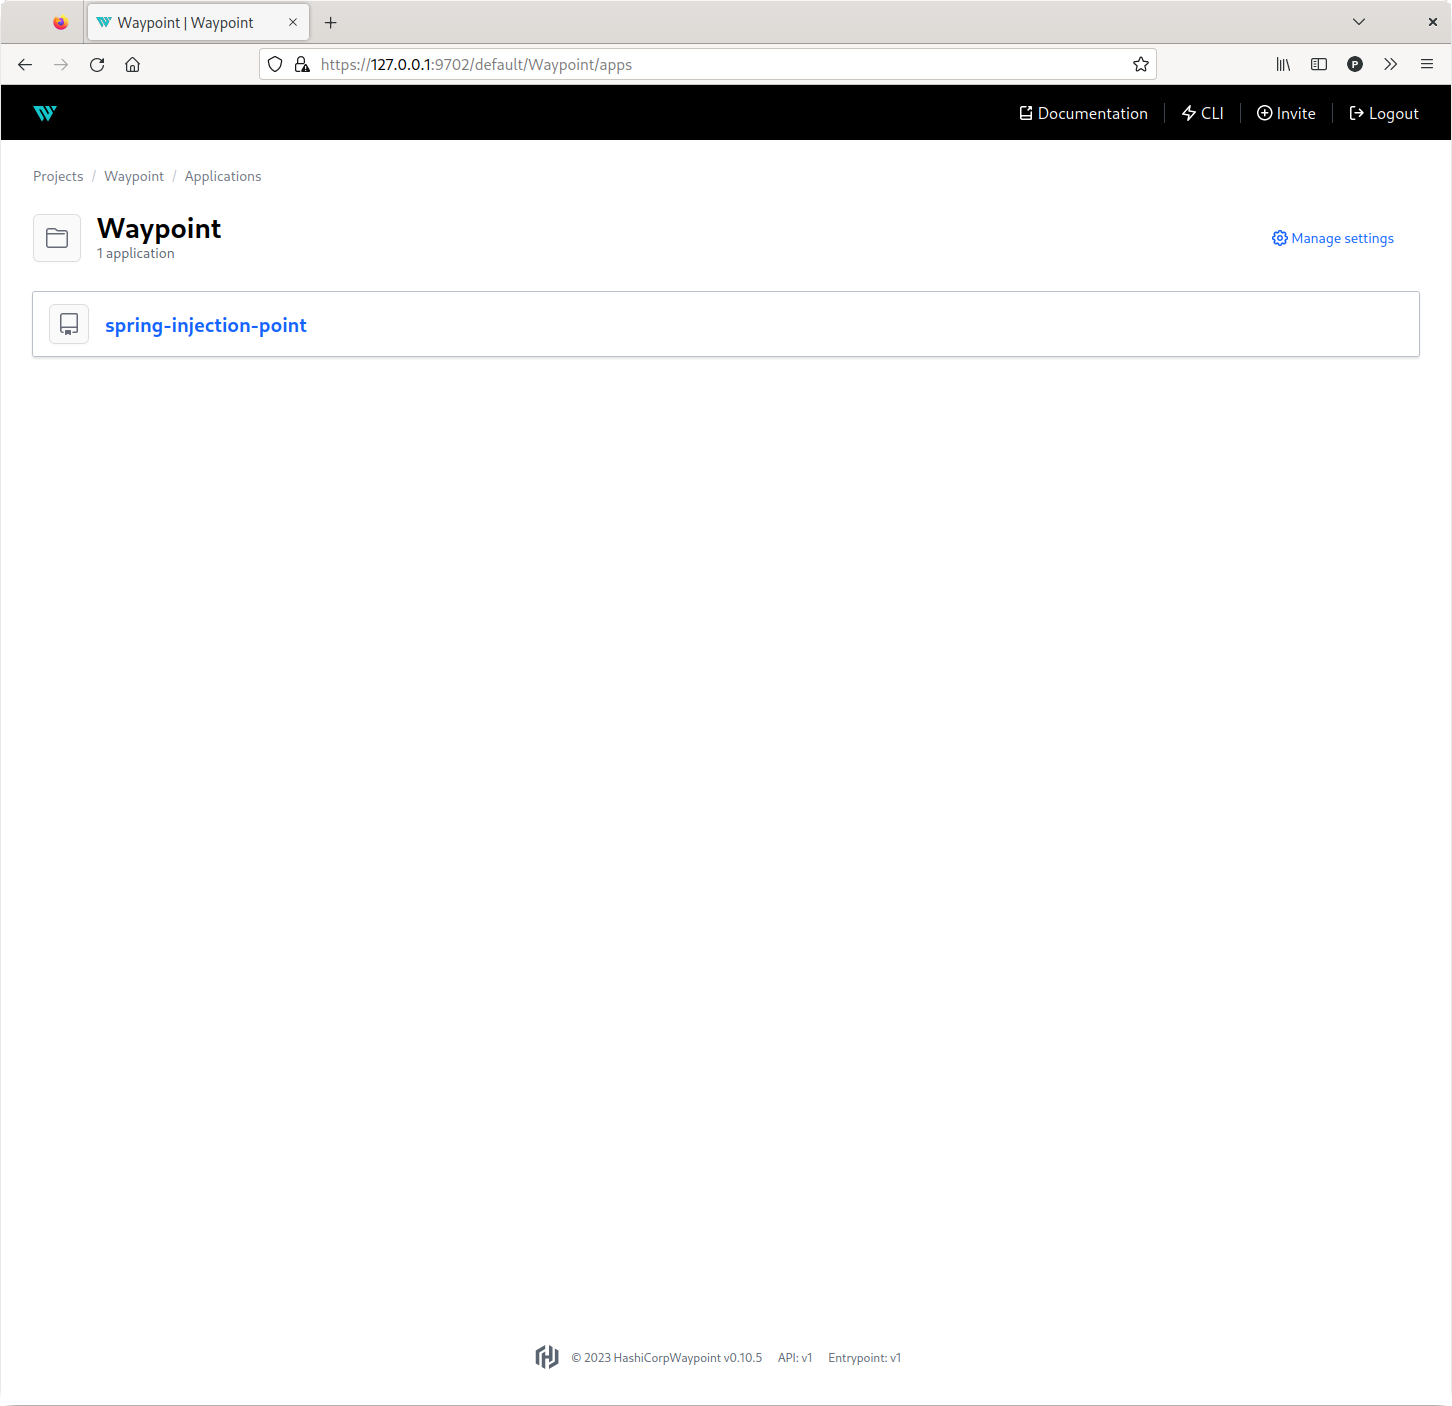 Waypoint | Waypoint
https://127.0.0.1:9702/default/Waypoint/apps
P
Documentation CLI Invite Logout
Projects / Waypoint / Applications
Waypoint
1 application
Manage settings
spring-injection-point
© 2023 HashiCorpWaypoint v0.10.5 API: v1 Entrypoint: v1